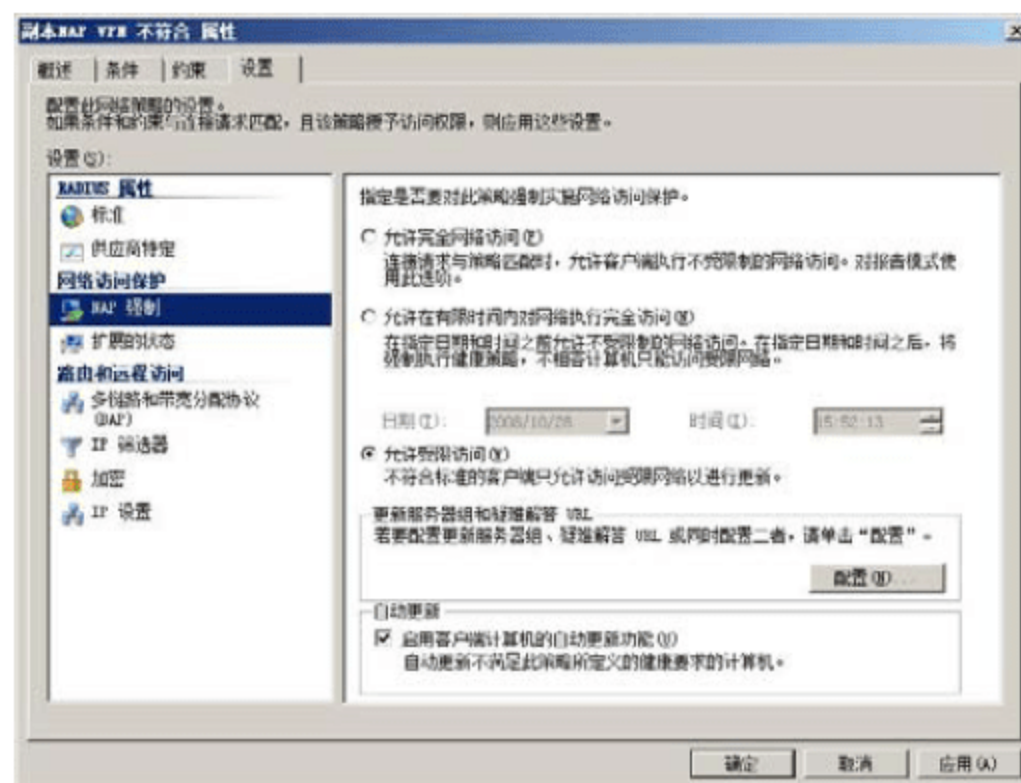 副本NAP VPN 不符合 属性
概述 条件 约束 设置
配置此网络策略的设置。
如果条件和约束与连接请求匹配，且该策略授予访问权限，则应用这些设置。
设置(S):
RADIUS 属性
标准
供应商特定
网络访问保护
NAP 强制
扩展的状态
路由和远程访问
多链路和带宽分配协议
(BAP)
IP 筛选器
加密
IP 设置
指定是否要对此策略强制实施网络访问保护。
允许完全网络访问(E)
连接请求与策略匹配时，允许客户端执行不受限制的网络访问。对报告模式使
用此选项。
允许在有限时间内对网络执行完全访问(M)
在指定日期和时间之前允许不受限制的网络访问。在指定日期和时间之后，将
强制执行健康策略，不相容计算机只能访问受限网络。
日期(T): 2008/10/28 时间(I): 15:52:13
允许受限访问(W)
不符合标准的客户端只允许访问受限网络以进行更新。
更新服务器组和疑难解答 URL
若要配置更新服务器组、疑难解答 URL 或同时配置二者，请单击“配置”。
配置(N)...
自动更新
启用客户端计算机的自动更新功能(U)
自动更新不满足此策略所定义的健康要求的计算机。
确定 取消 应用(A)